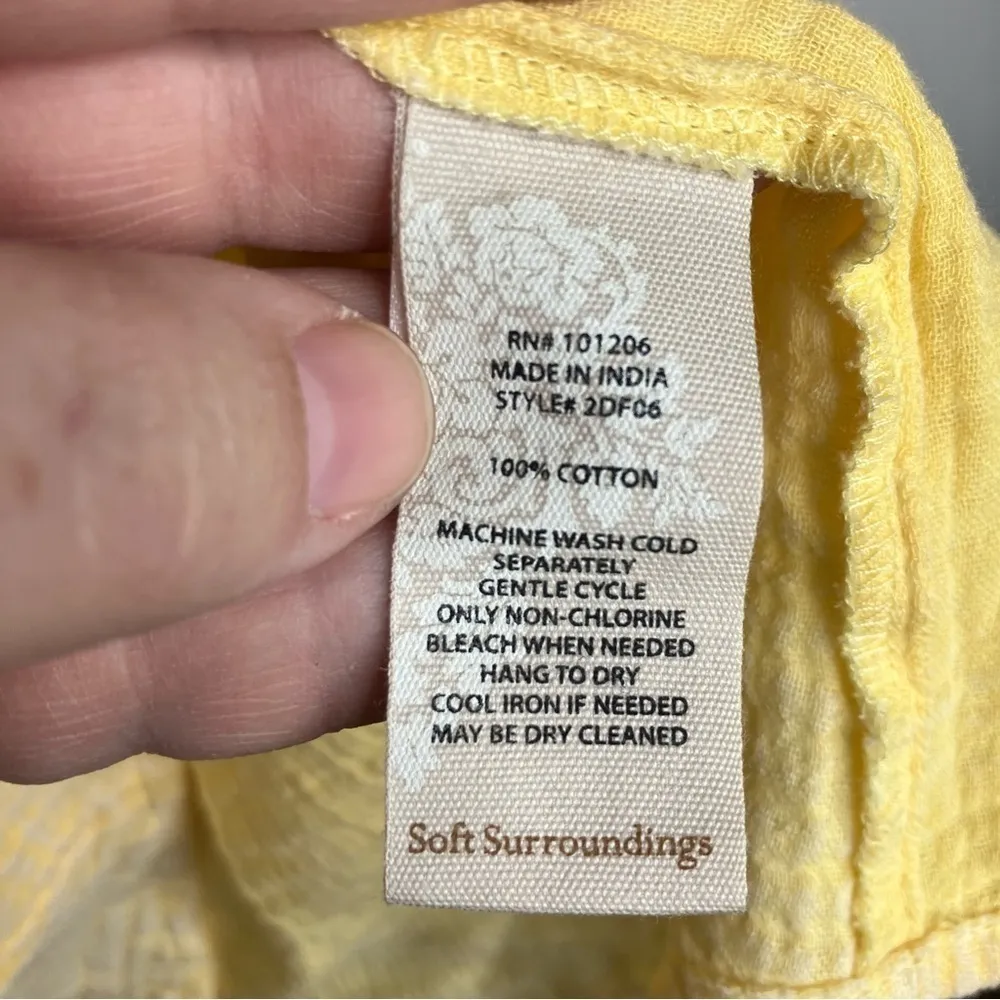 RN# 101206
MADE IN INDIA
STYLE# 2DF06
100% COTTON
MACHINE WASH COLD
SEPARATELY
GENTLE CYCLE
ONLY NON-CHLORINE
BLEACH WHEN NEEDED
HANG TO DRY
COOL IRON IF NEEDED
MAY BE DRY CLEANED
Soft Surroundings